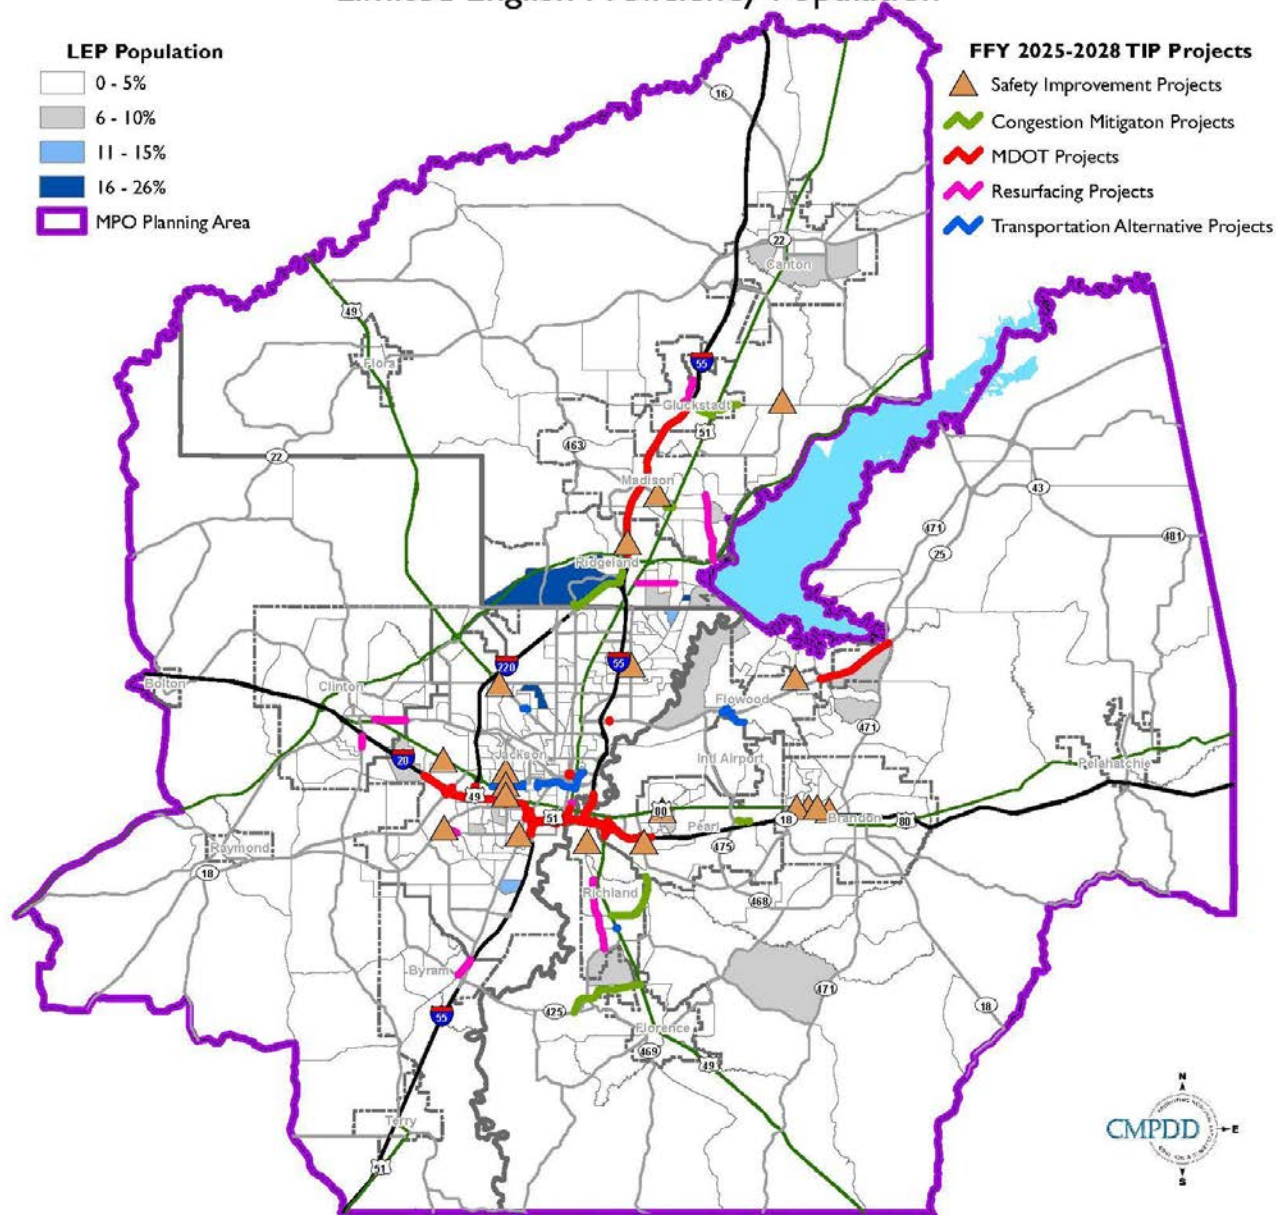 Limited English Proficiency Population
LEP Population
0 - 5%
6 - 10%
11 - 15%
16 - 26%
MPO Planning Area
FFY 2025-2028 TIP Projects
Safety Improvement Projects
Congestion Mitigaton Projects
MDOT Projects
Resurfacing Projects
Transportation Alternative Projects
16
22
Canton
49
Flora
55
Gluckstadt
51
463
22
Madison
43
471
25
481
Ridgeland
220
55
Bolton
Clinton
Flowood
471
20
Jackson
Intl Airport
Pelahatchie
49
51
Pearl
18
Brandon
80
475
Raymond
18
Richland
468
Byram
471
425
55
18
Florence
469
49
Terry
51
N
CMPDD
E
S